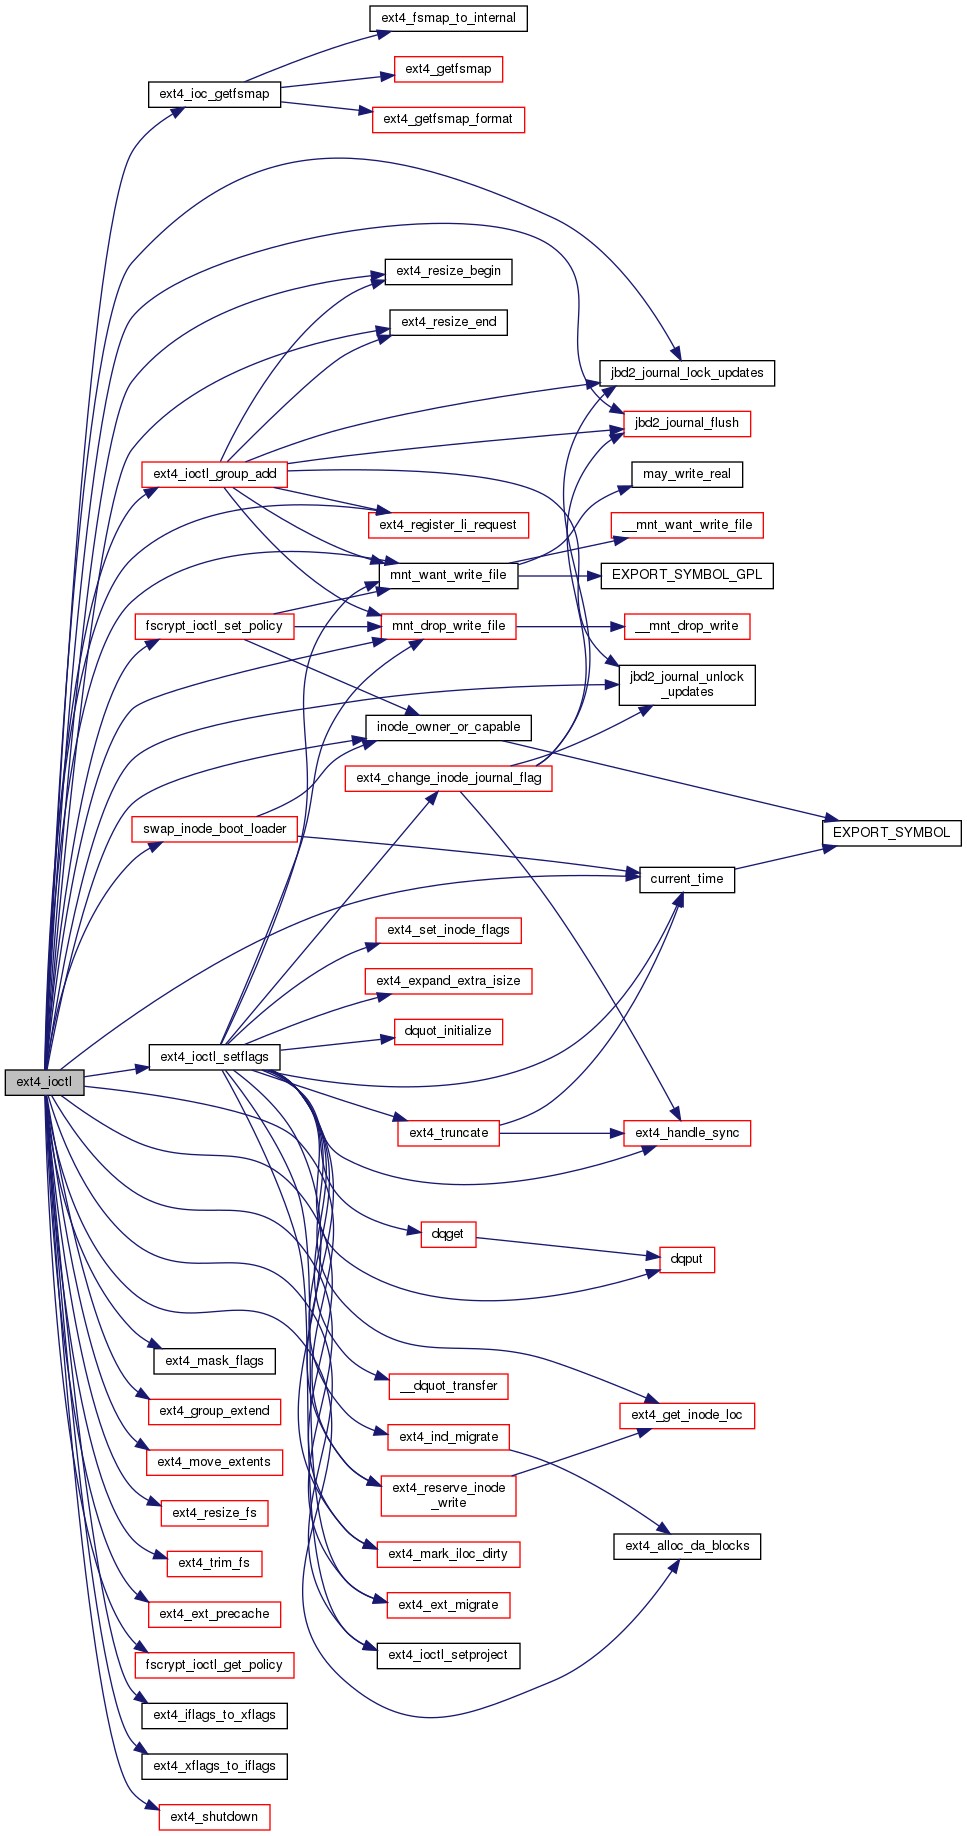 ext4_fsmap_to_internal
ext4_getfsmap
ext4_ioc_getfsmap
ext4_getfsmap_format
ext4_resize_begin
ext4_resize_end
jbd2_journal_lock_updates
jbd2_journal_flush
ext4_ioctl_group_add
may_write_real
ext4_register_li_request
__mnt_want_write_file
mnt_want_write_file
EXPORT_SYMBOL_GPL
fscrypt_ioctl_set_policy
mnt_drop_write_file
__mnt_drop_write
jbd2_journal_unlock
_updates
inode_owner_or_capable
ext4_change_inode_journal_flag
swap_inode_boot_loader
EXPORT_SYMBOL
current_time
ext4_set_inode_flags
ext4_expand_extra_isize
dquot_initialize
ext4_ioctl_setflags
ext4_ioctl
ext4_truncate
ext4_handle_sync
dqget
dqput
ext4_mask_flags
__dquot_transfer
ext4_group_extend
ext4_get_inode_loc
ext4_ind_migrate
ext4_move_extents
ext4_reserve_inode
_write
ext4_resize_fs
ext4_alloc_da_blocks
ext4_mark_iloc_dirty
ext4_trim_fs
ext4_ext_migrate
ext4_ext_precache
ext4_ioctl_setproject
fscrypt_ioctl_get_policy
ext4_iflags_to_xflags
ext4_xflags_to_iflags
ext4_shutdown